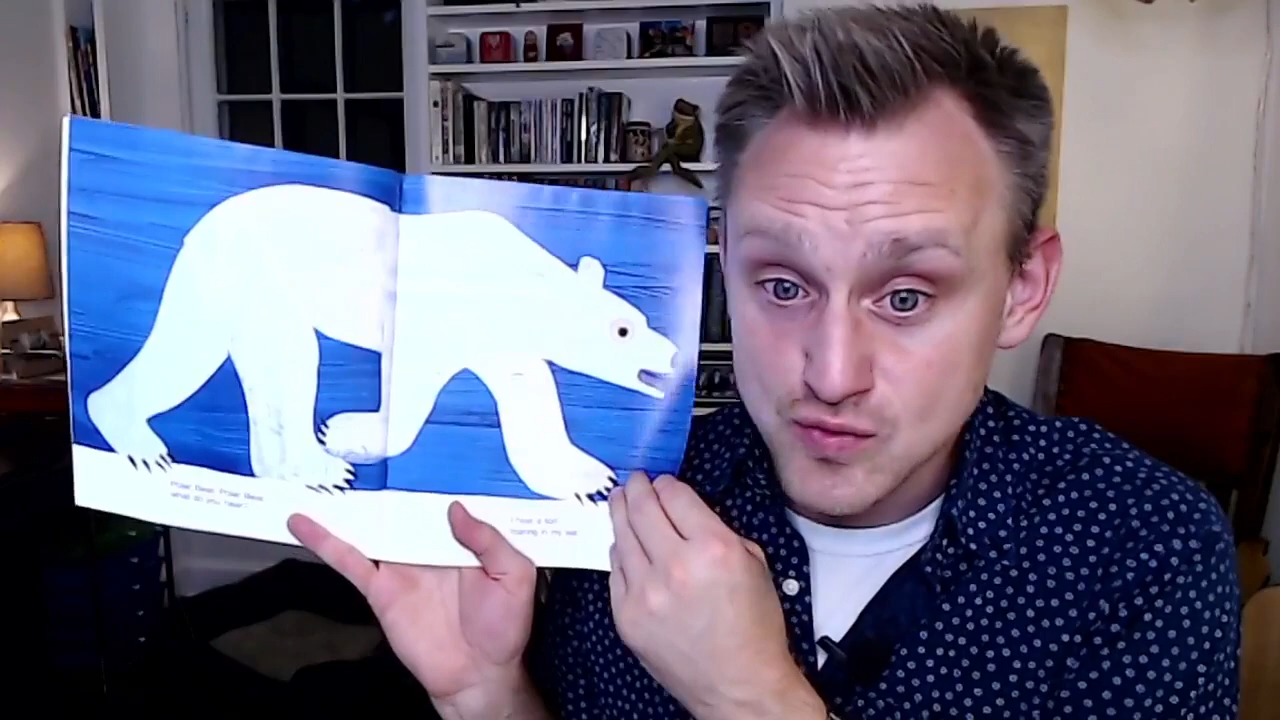 Polar Bear, Polar Bear,
what do you hear?
I hear a lion
roaring in my ear.